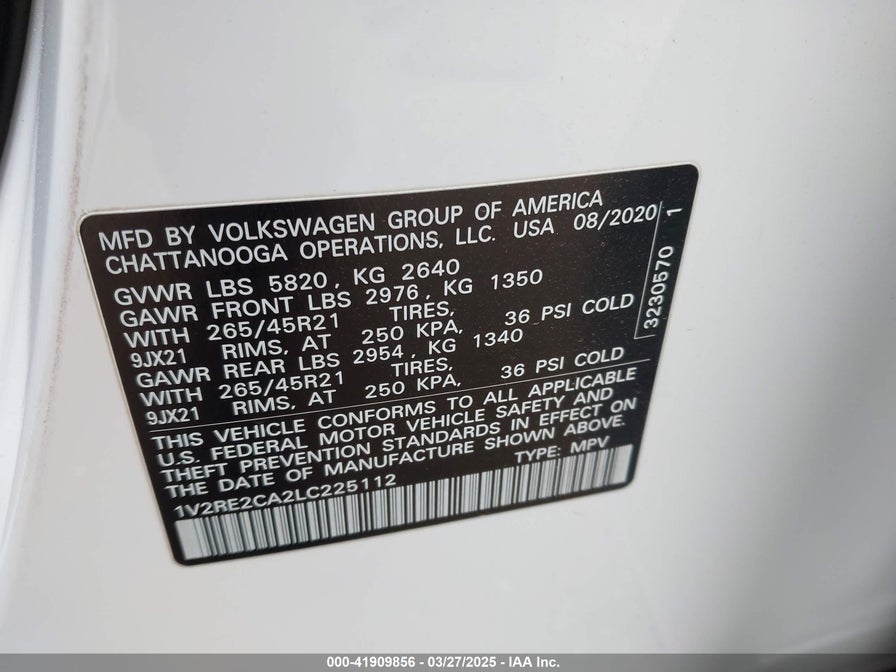 MFD BY VOLKSWAGEN GROUP OF AMERICA
CHATTANOOGA OPERATIONS, LLC. USA 08/2020
GVWR LBS 5820, KG 2640
GAWR FRONT LBS 2976, KG 1350
WITH 265/45R21 TIRES,
9JX21 RIMS, AT 250 KPA, 36 PSI COLD
GAWR REAR LBS 2954, KG 1340
WITH 265/45R21 TIRES,
9JX21 RIMS, AT 250 KPA, 36 PSI COLD
THIS VEHICLE CONFORMS TO ALL APPLICABLE
U.S. FEDERAL MOTOR VEHICLE SAFETY AND
THEFT PREVENTION STANDARDS IN EFFECT ON
THE DATE OF MANUFACTURE SHOWN ABOVE.
1V2RE2CA2LC225112 TYPE: MPV
3230570 1
000-41909856 - 03/27/2025 - IAA Inc.